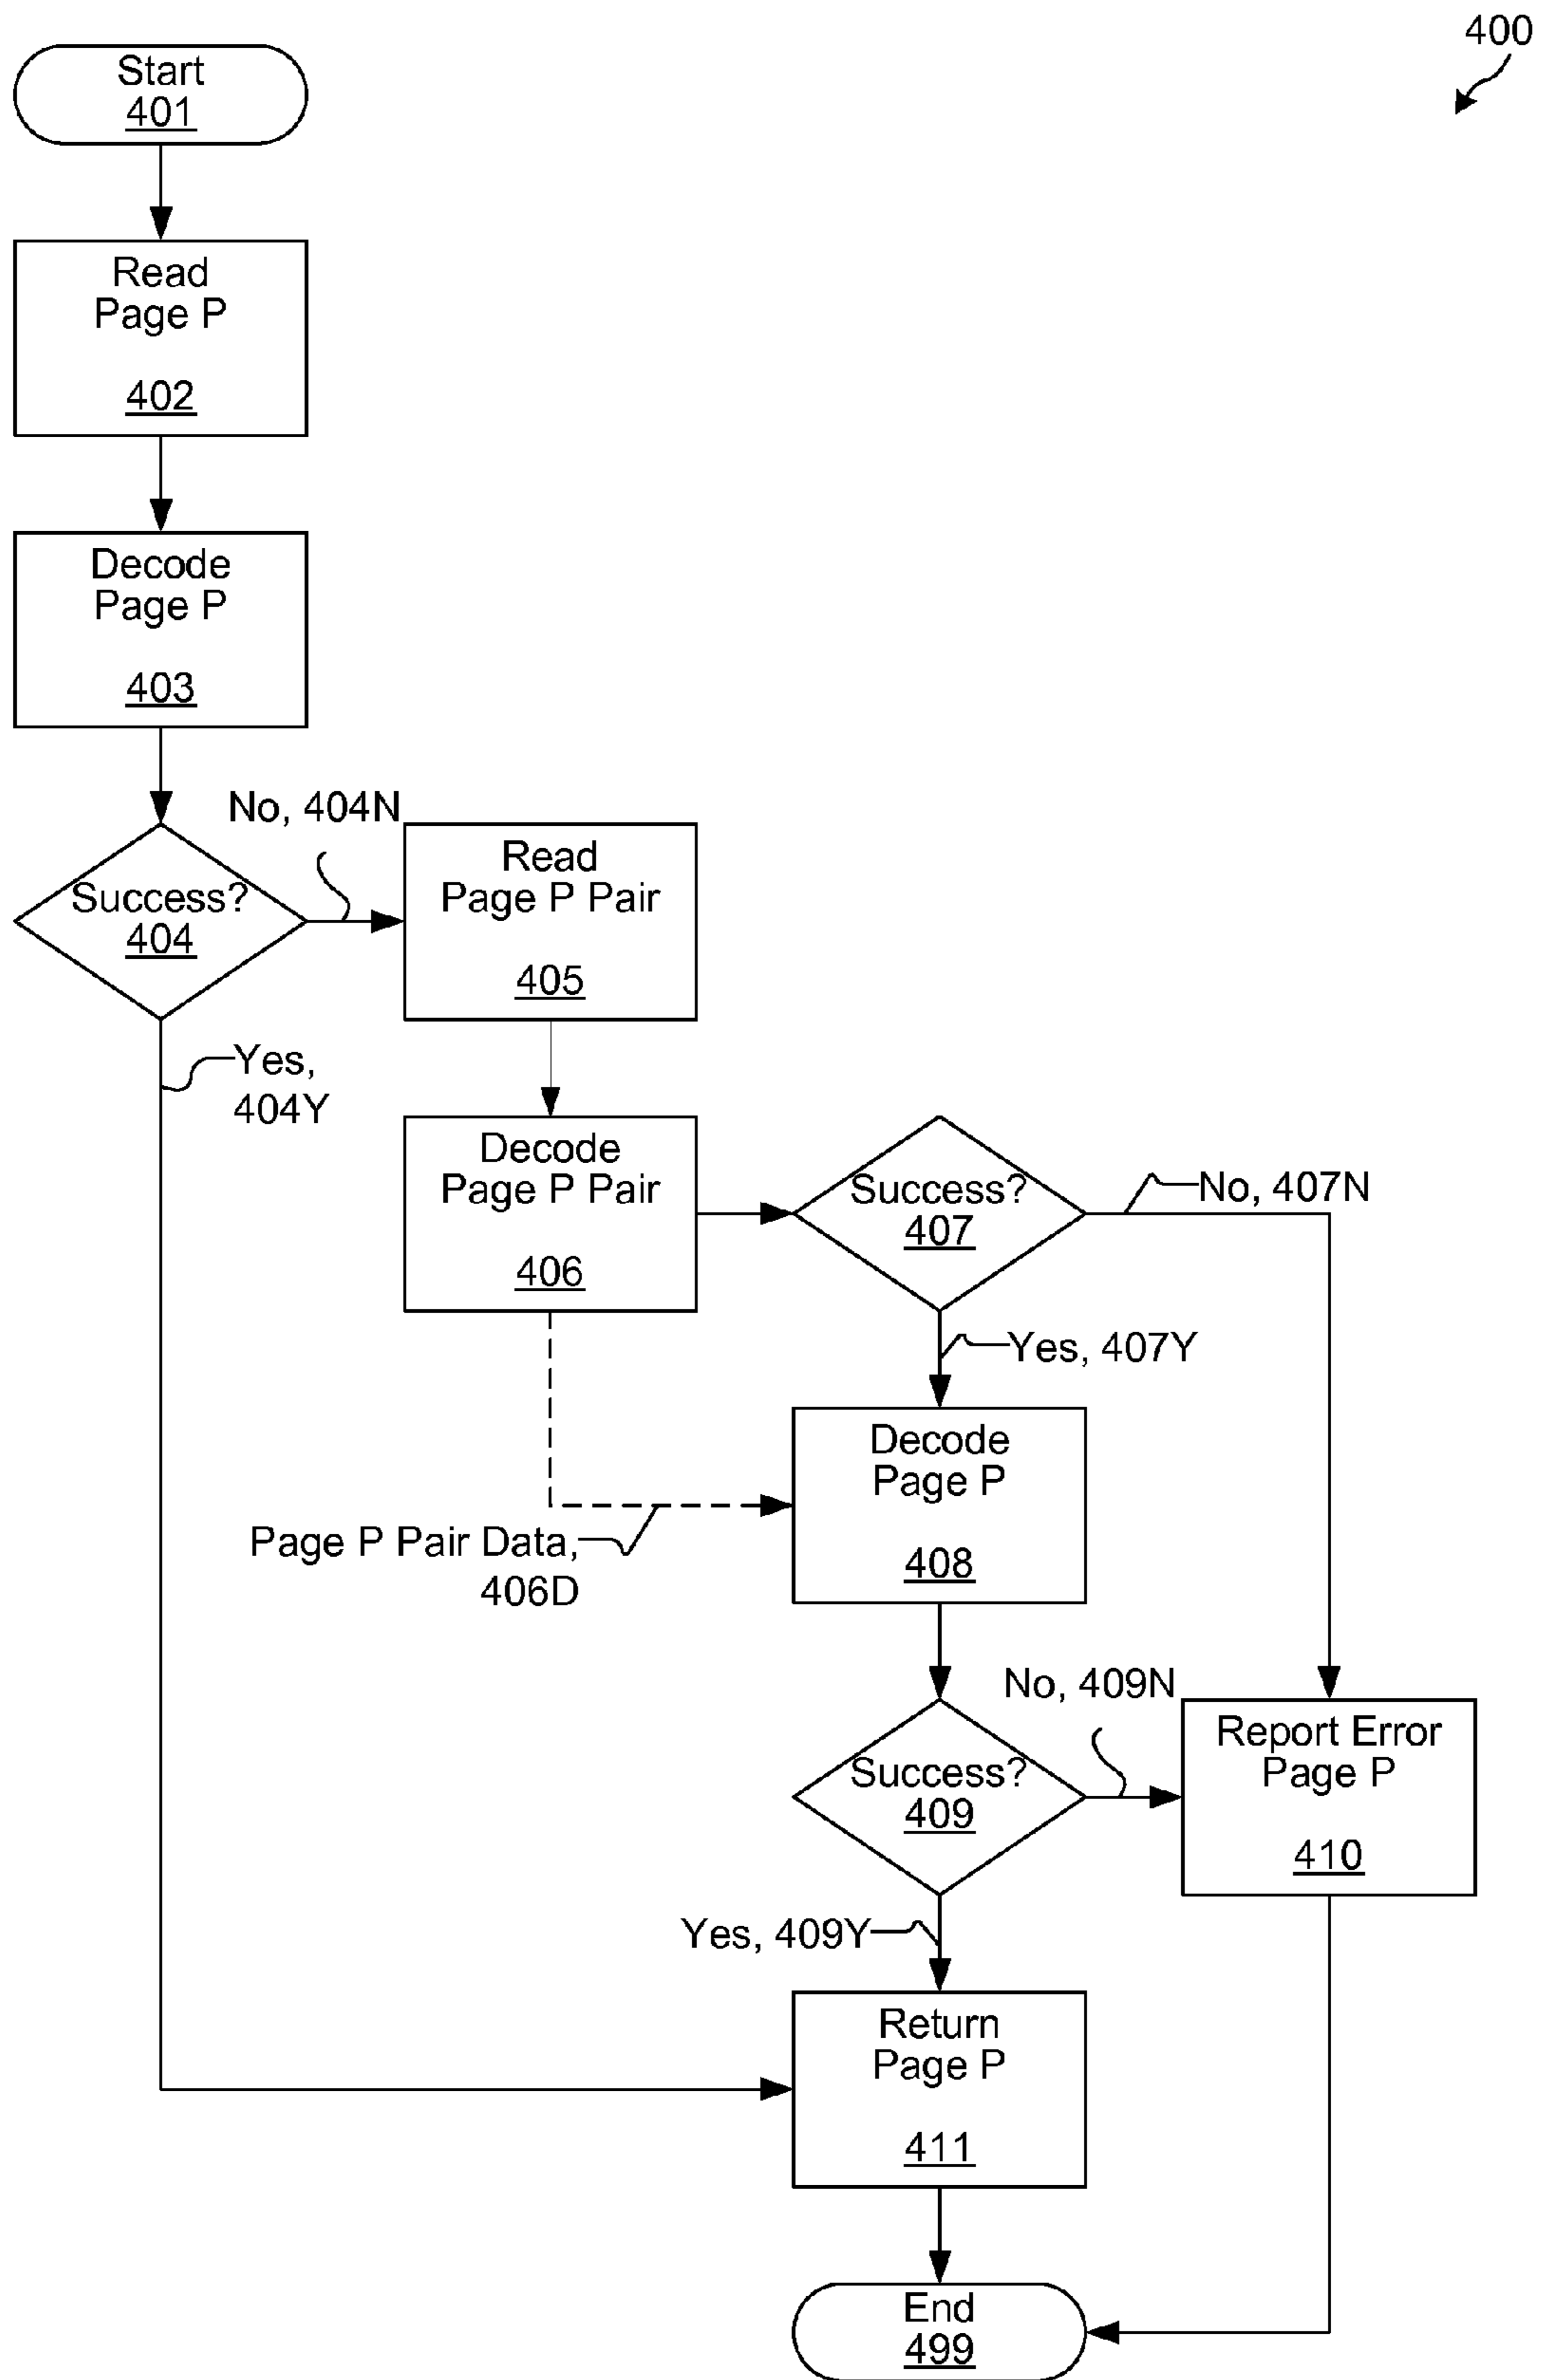 400
Start
401
Read
Page P
402
Decode
Page P
403
No, 404N
Success?
404
Read
Page P Pair
405
Yes,
404Y
Decode
Page P Pair
406
Success?
407
No, 407N
Yes, 407Y
Decode
Page P
408
Page P Pair Data,
406D
No, 409N
Success?
409
Report Error
Page P
410
Yes, 409Y
Return
Page P
411
End
499